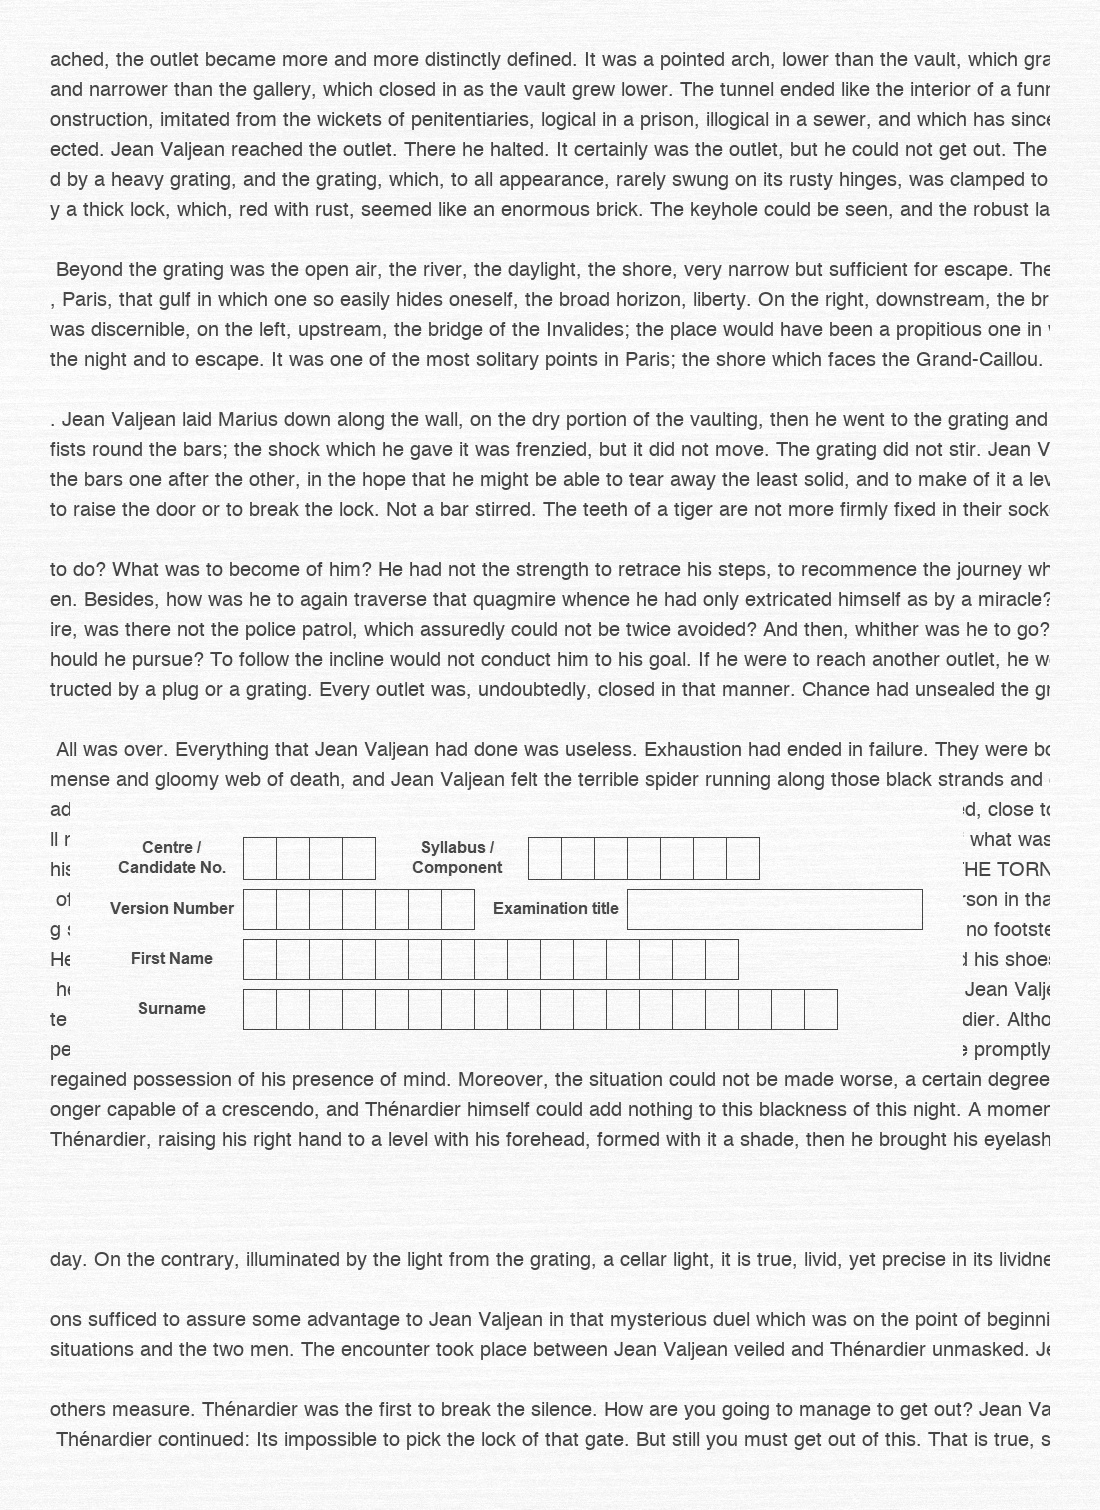 ached, the outlet became more and more distinctly defined. It was a pointed arch, lower than the vault, which gra
and narrower than the gallery, which closed in as the vault grew lower. The tunnel ended like the interior of a
onstruction, imitated from the wickets of penitentiaries, logical in a prison, illogical in a sewer, and which has since
ected. Jean Valjean reached the outlet. There he halted. It certainly was the outlet, but he could not get out. The
d by a heavy grating, and the grating, which, to all appearance, rarely swung on its rusty hinges, was clamped to
y a thick lock, which, red with rust, seemed like an enormous brick. The keyhole could be seen, and the robust la
Beyond the grating was the open air, the river, the daylight, the shore, very narrow but sufficient for escape. The
, Paris, that gulf in which one so easily hides oneself, the broad horizon, liberty. On the right, downstream, the br
was discernible, on the left, upstream, the bridge of the Invalides; the place would have been a propitious one in
the night and to escape. It was one of the most solitary points in Paris; the shore which faces the Grand-Caillou.
. Jean Valjean laid Marius down along the wall, on the dry portion of the vaulting, then he went to the grating and
fists round the bars; the shock which he gave it was frenzied, but it did not move. The grating did not stir. Jean V
the bars one after the other, in the hope that he might be able to tear away the least solid, and to make of it a lev
to raise the door or to break the lock. Not a bar stirred. The teeth of a tiger are not more firmly fixed in their sock
to do? What was to become of him? He had not the strength to retrace his steps, to recommence the journey wh
en. Besides, how was he to again traverse that quagmire whence he had only extricated himself as by a miracle?
ire, was there not the police patrol, which assuredly could not be twice avoided? And then, whither was he to go?
hould he pursue? To follow the incline would not conduct him to his goal. If he were to reach another outlet, he w
tructed by a plug or a grating. Every outlet was, undoubtedly, closed in that manner. Chance had unsealed the gr
All was over. Everything that Jean Valjean had done was useless. Exhaustion had ended in failure. They were bo
mense and gloomy web of death, and Jean Valjean felt the terrible spider running along those black strands and
ad ed, close to
ll what was
his HE TORN
of rson in tha
g no footste
He his shoes
he Jean Valje
te dier. Altho
pe promptly
Centre /
Candidate No.
Syllabus /
Component
Version Number
Examination title
First Name
Surname
regained possession of his presence of mind. Moreover, the situation could not be made worse, a certain degree
onger capable of a crescendo, and Thénardier himself could add nothing to this blackness of this night. A momen
Thénardier, raising his right hand to a level with his forehead, formed with it a shade, then he brought his eyelash
day. On the contrary, illuminated by the light from the grating, a cellar light, it is true, livid, yet precise in its lividne
ons sufficed to assure some advantage to Jean Valjean in that mysterious duel which was on the point of beginni
situations and the two men. The encounter took place between Jean Valjean veiled and Thénardier unmasked. Je
others measure. Thénardier was the first to break the silence. How are you going to manage to get out? Jean Va
Thénardier continued: Its impossible to pick the lock of that gate. But still you must get out of this. That is true, s